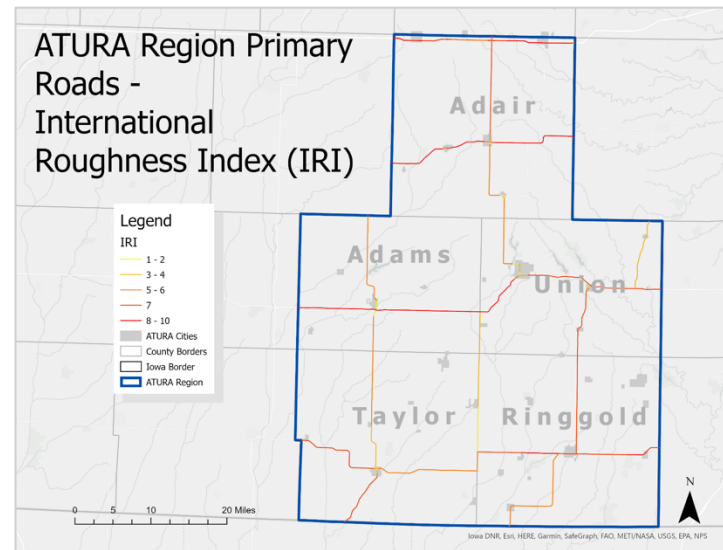 ATURA Region Primary
Roads -
International
Roughness Index (IRI)
Adair
Legend
IRI
1 - 2
3 - 4
5 - 6
7
8 - 10
ATURA Cities
County Borders
Iowa Border
ATURA Region
Adams
Union
Taylor
Ringgold
0 5 10 20 Miles
N
Iowa DNR, Esri, HERE, Garmin, SafeGraph, FAO, METI/NASA, USGS, EPA, NPS